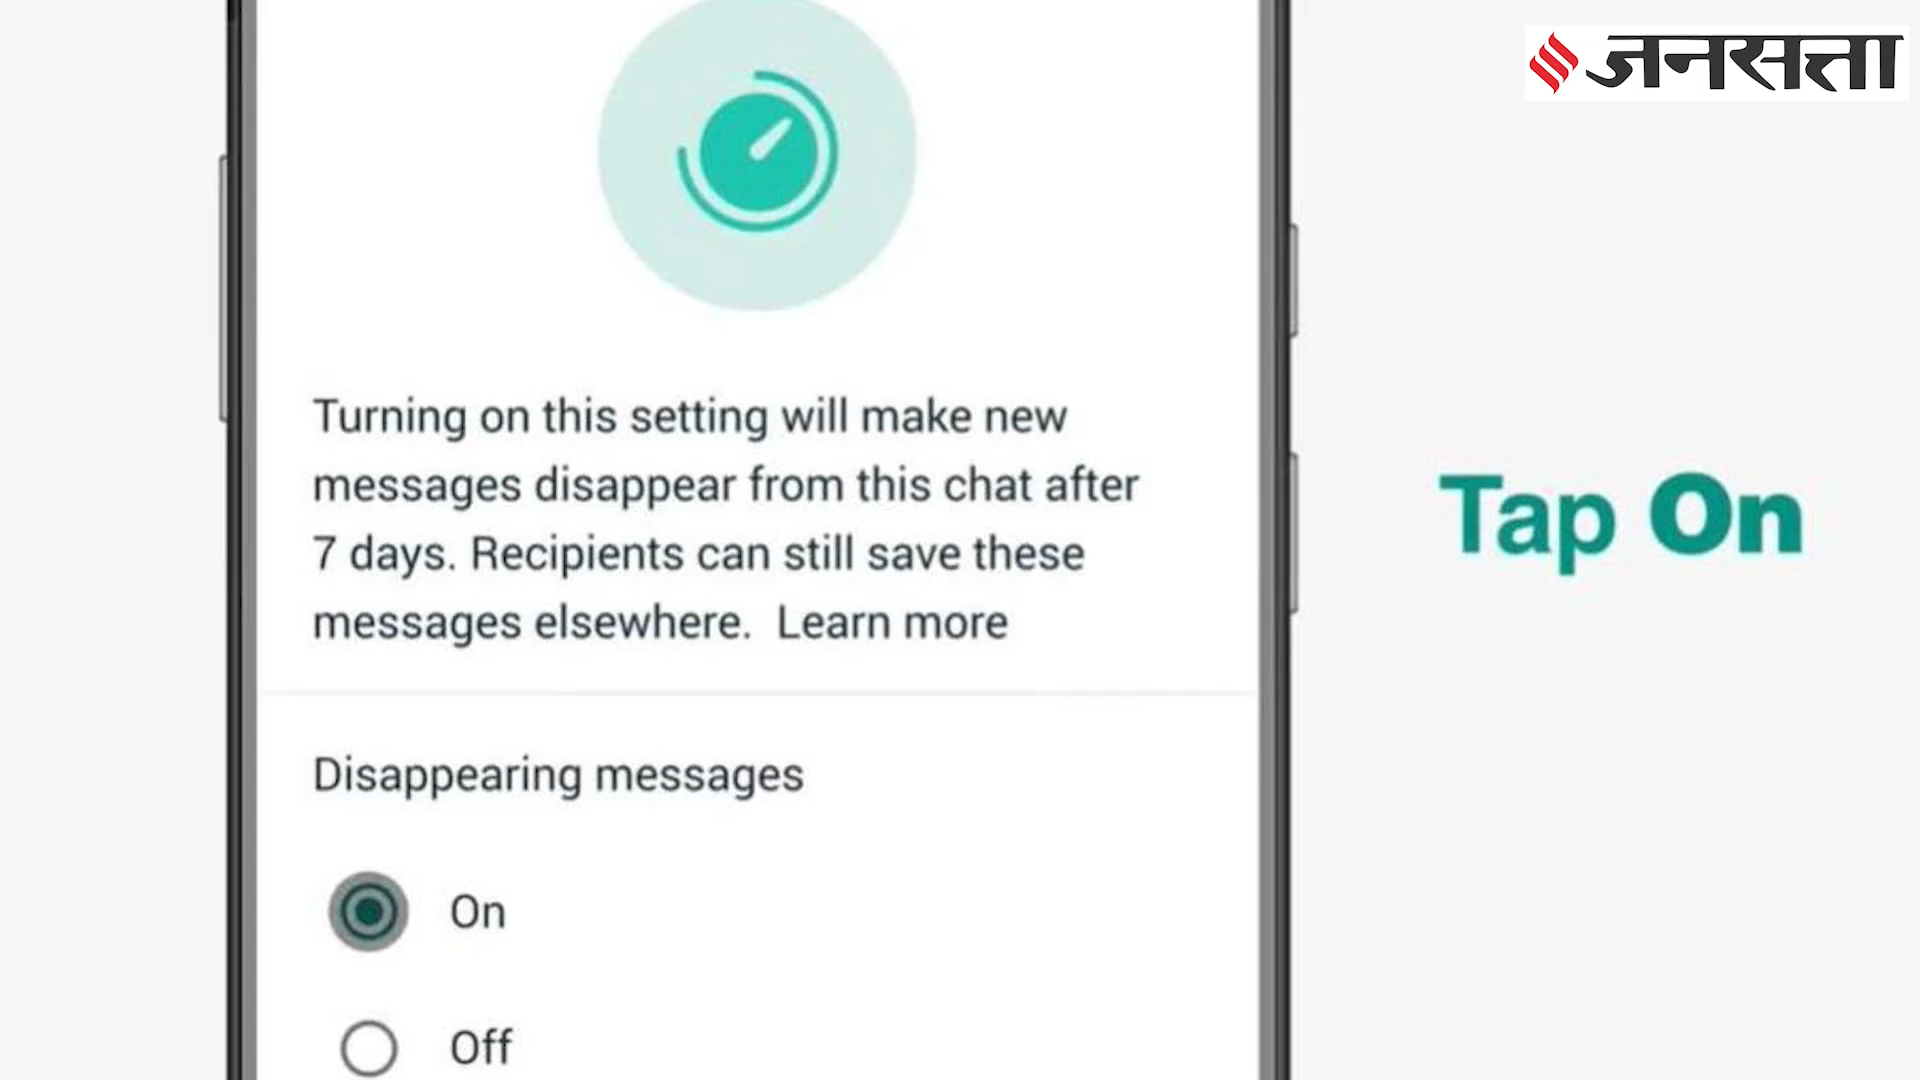 जनसत्ता
Turning on this setting will make new
messages disappear from this chat after
7 days. Recipients can still save these
messages elsewhere.  Learn more
Tap On
Disappearing messages
On
Off